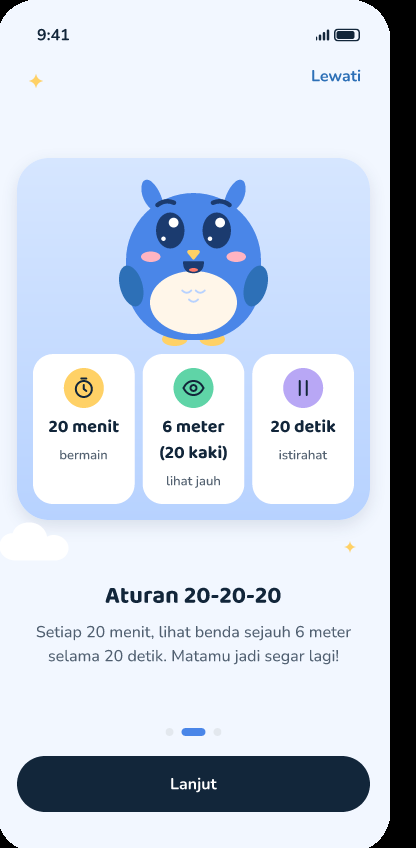 9:41
Lewati
20 menit
bermain
6 meter
(20 kaki)
lihat jauh
20 detik
istirahat
Aturan 20-20-20
Setiap 20 menit, lihat benda sejauh 6 meter
selama 20 detik. Matamu jadi segar lagi!
Lanjut